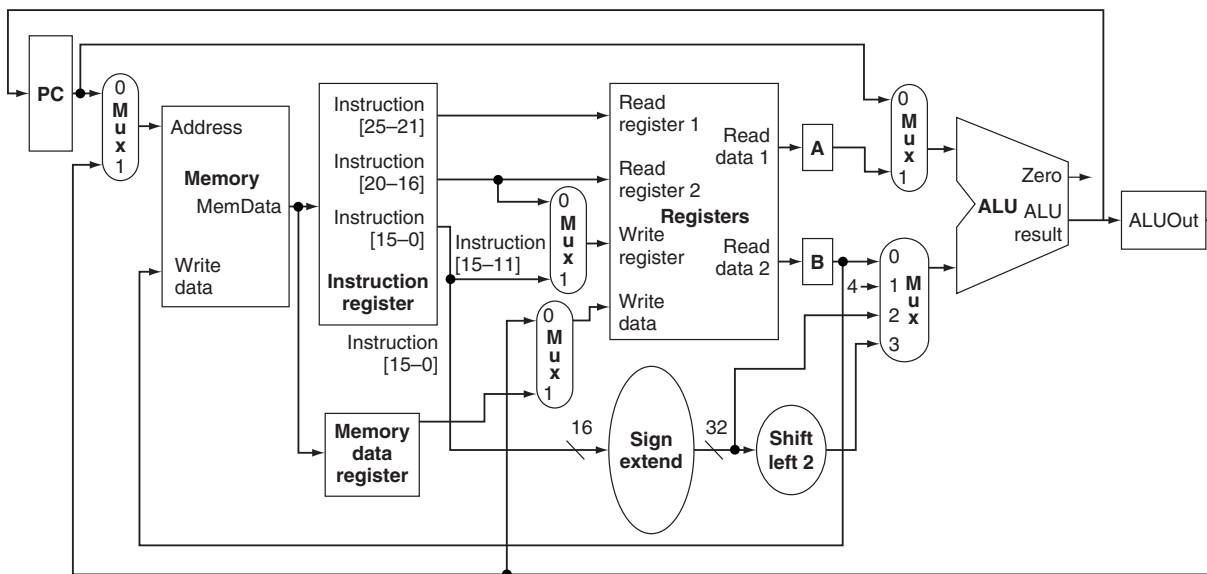 PC
0
M
u
x
1
Address
Memory
MemData
Write
data
Instruction
[25–21]
Instruction
[20–16]
Instruction
[15–0]
Instruction
register
Instruction
[15–11]
Instruction
[15–0]
Memory
data
register
0
M
u
x
1
0
M
u
x
1
Read
register 1
Read
register 2
Registers
Write
register
Write
data
Read
data 1
Read
data 2
16
Sign
extend
32
Shift
left 2
A
B
4
0
M
u
x
1
0
1
2
3
M
u
x
Zero
ALU
ALU
result
ALUOut